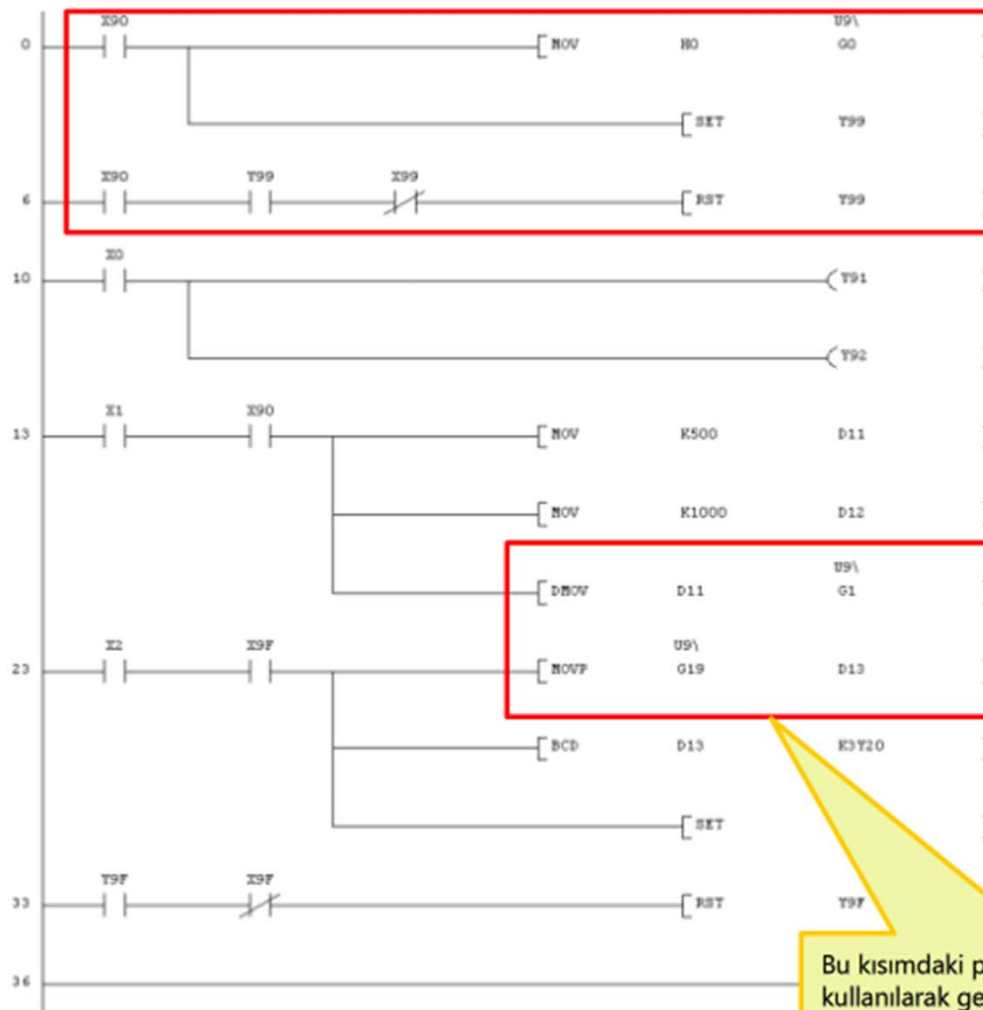 X90 U9\
0 MOV H0 G0
SET Y99
X90 Y99 X99
6 RST Y99
X0
10 Y91
Y92
X1 X90
13 MOV K500 D11
MOV K1000 D12
U9\
DMOV D11 G1
X2 X9F U9\
23 MOVP G19 D13
BCD D13 K3Y20
SET
Y9F X9F
33 RST Y9F
36
Bu kısımdaki p
kullanılarak ge